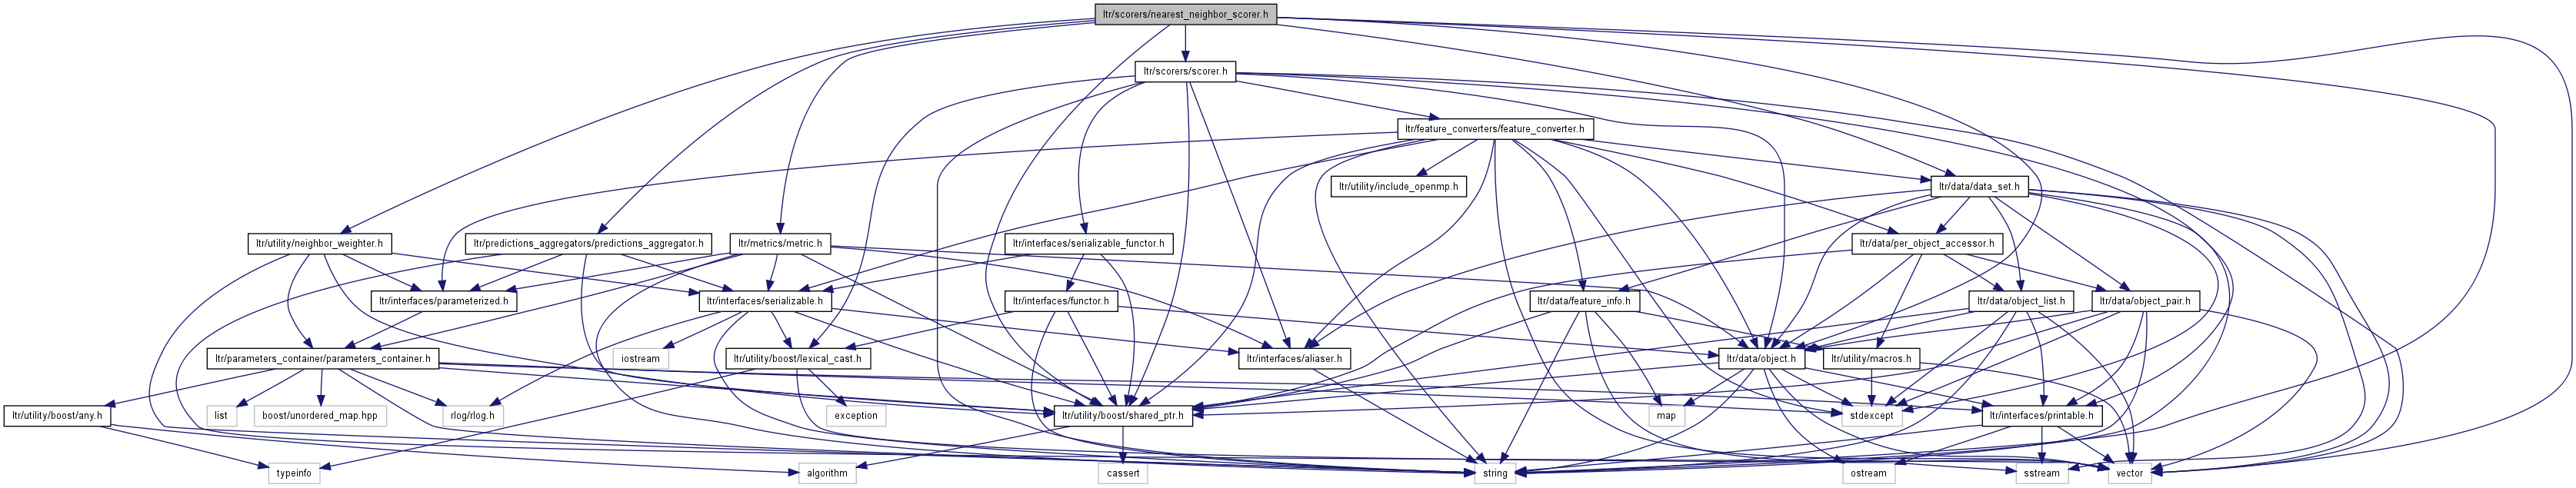 ltr/scorers/nearest_neighbor_scorer.h
ltr/scorers/scorer.h
ltr/feature_converters/feature_converter.h
ltr/utility/include_openmp.h
ltr/data/data_set.h
ltr/utility/neighbor_weighter.h
ltr/predictions_aggregators/predictions_aggregator.h
ltr/metrics/metric.h
ltr/interfaces/serializable_functor.h
ltr/data/per_object_accessor.h
ltr/interfaces/parameterized.h
ltr/interfaces/serializable.h
ltr/interfaces/functor.h
ltr/data/feature_info.h
ltr/data/object_list.h
ltr/data/object_pair.h
ltr/parameters_container/parameters_container.h
iostream
ltr/utility/boost/lexical_cast.h
ltr/interfaces/aliaser.h
ltr/data/object.h
ltr/utility/macros.h
ltr/utility/boost/any.h
list
boost/unordered_map.hpp
rlog/rlog.h
exception
ltr/utility/boost/shared_ptr.h
map
stdexcept
ltr/interfaces/printable.h
typeinfo
algorithm
cassert
string
ostream
sstream
vector